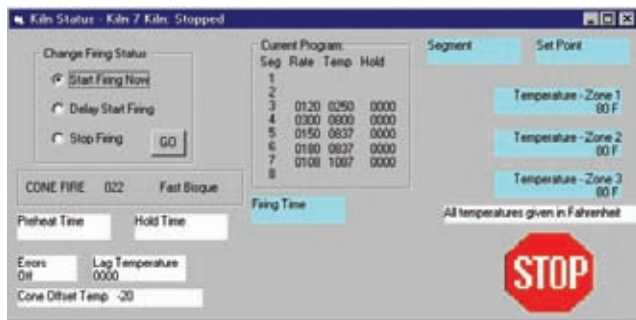 Kiln Status - Kiln 7 Kiln: Stopped
Change Firing Status
Start Firing Now
Delay Start Firing
Stop Firing
GO
CONE FIRE 022 Fast Bisque
Preheat Time Hold Time
Errors Lag Temperature
Off 0000
Cone Offset Temp -20
Current Program:
Seg Rate Temp Hold
1
2
3 0120 0250 0000
4 0300 0800 0000
5 0150 0837 0000
6 0180 0837 0000
7 0108 1087 0000
8
Firing Time
Segment Set Point
Temperature - Zone 1
80 F
Temperature - Zone 2
80 F
Temperature - Zone 3
80 F
All temperatures given in Fahrenheit
STOP